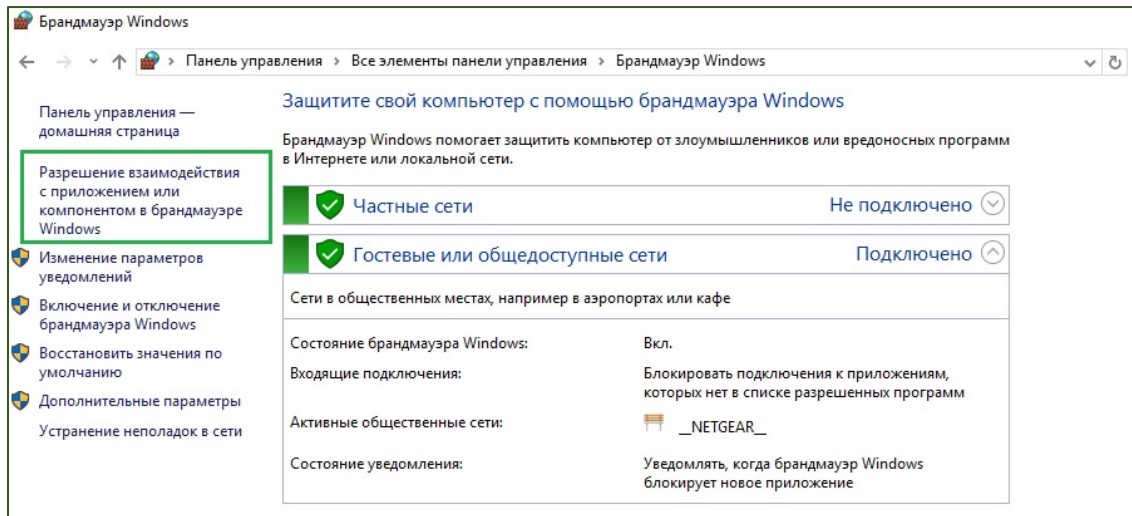 Брандмауэр Windows
Панель управления › Все элементы панели управления › Брандмауэр Windows
Панель управления —
домашняя страница
Разрешение взаимодействия
с приложением или
компонентом в брандмауэре
Windows
Изменение параметров
уведомлений
Включение и отключение
брандмауэра Windows
Восстановить значения по
умолчанию
Дополнительные параметры
Устранение неполадок в сети
Защитите свой компьютер с помощью брандмауэра Windows
Брандмауэр Windows помогает защитить компьютер от злоумышленников или вредоносных программ
в Интернете или локальной сети.
Частные сети Не подключено
Гостевые или общедоступные сети Подключено
Сети в общественных местах, например в аэропортах или кафе
Состояние брандмауэра Windows: Вкл.
Входящие подключения: Блокировать подключения к приложениям,
которых нет в списке разрешенных программ
Активные общественные сети: __NETGEAR__
Состояние уведомления: Уведомлять, когда брандмауэр Windows
блокирует новое приложение